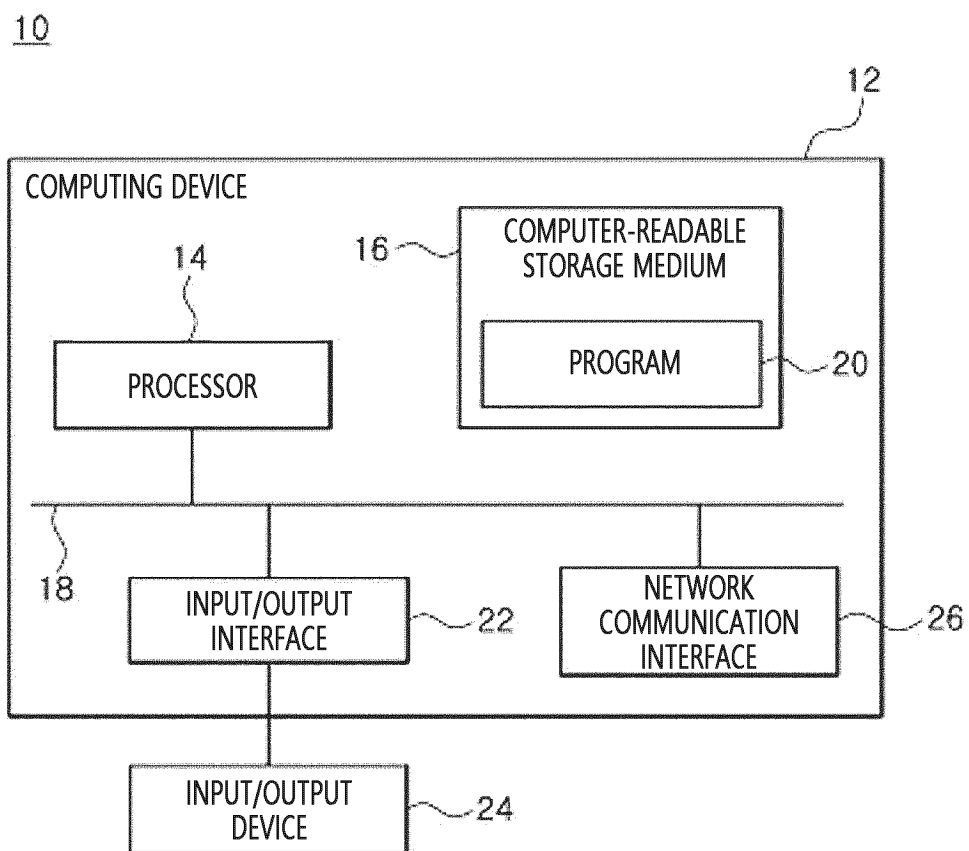 10
12
COMPUTING DEVICE
COMPUTER-READABLE
STORAGE MEDIUM
16
14
PROGRAM
20
PROCESSOR
18
INPUT/OUTPUT
INTERFACE
22
NETWORK
COMMUNICATION
INTERFACE
26
INPUT/OUTPUT
DEVICE
24